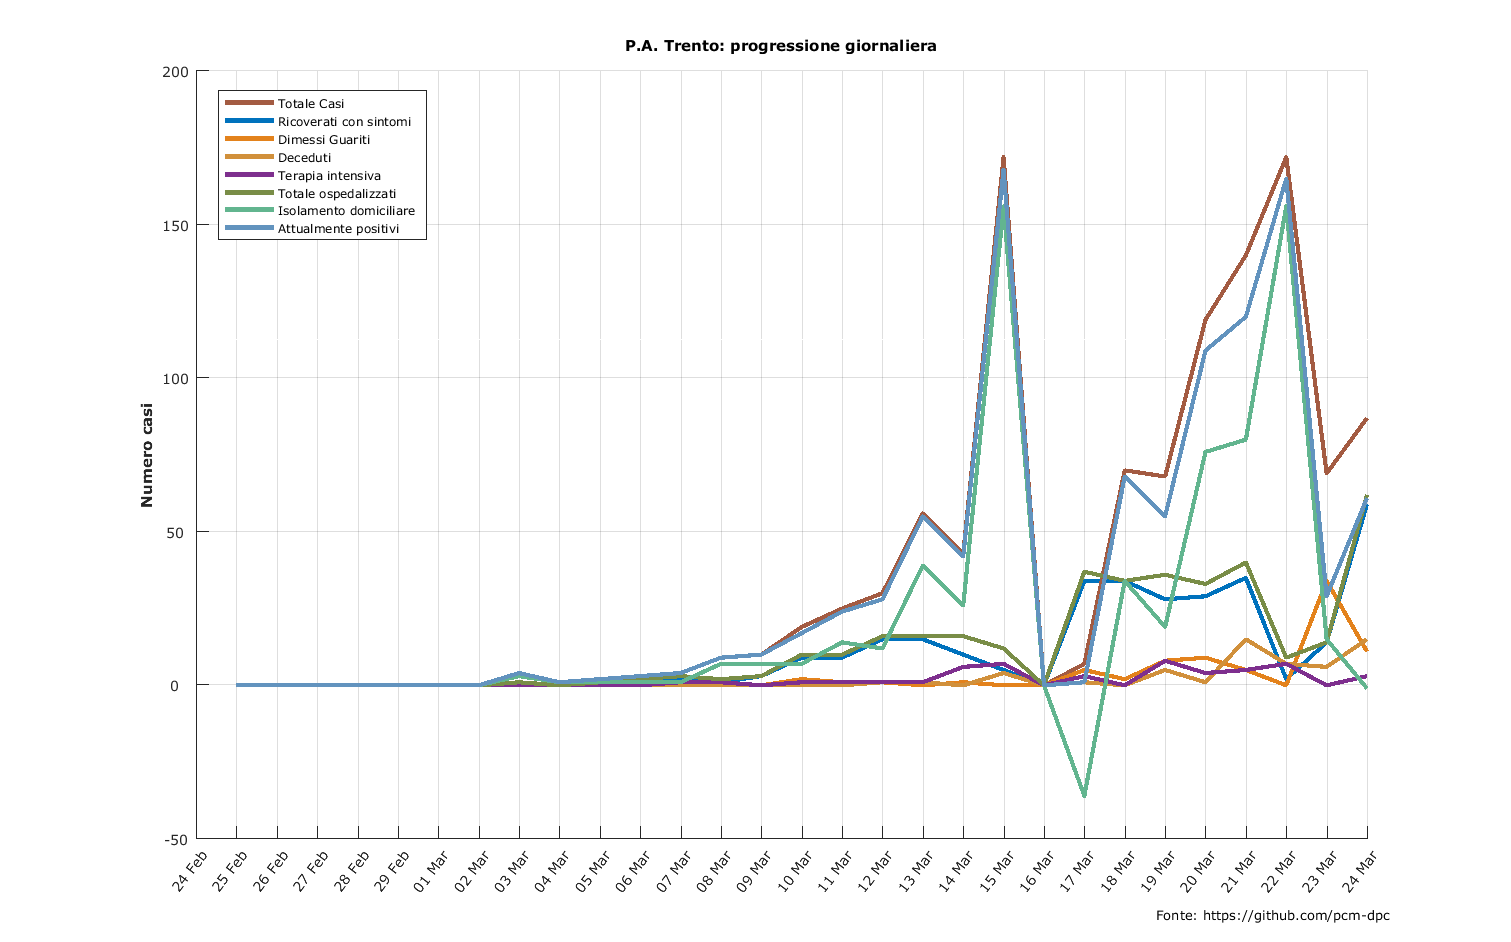 P.A. Trento: progressione giornaliera
200
150
100
50
0
-50
Numero casi
Totale Casi
Ricoverati con sintomi
Dimessi Guariti
Deceduti
Terapia intensiva
Totale ospedalizzati
Isolamento domiciliare
Attualmente positivi
24 Feb
25 Feb
26 Feb
27 Feb
28 Feb
29 Feb
01 Mar
02 Mar
03 Mar
04 Mar
05 Mar
06 Mar
07 Mar
08 Mar
09 Mar
10 Mar
11 Mar
12 Mar
13 Mar
14 Mar
15 Mar
16 Mar
17 Mar
18 Mar
19 Mar
20 Mar
21 Mar
22 Mar
23 Mar
24 Mar
Fonte: https://github.com/pcm-dpc